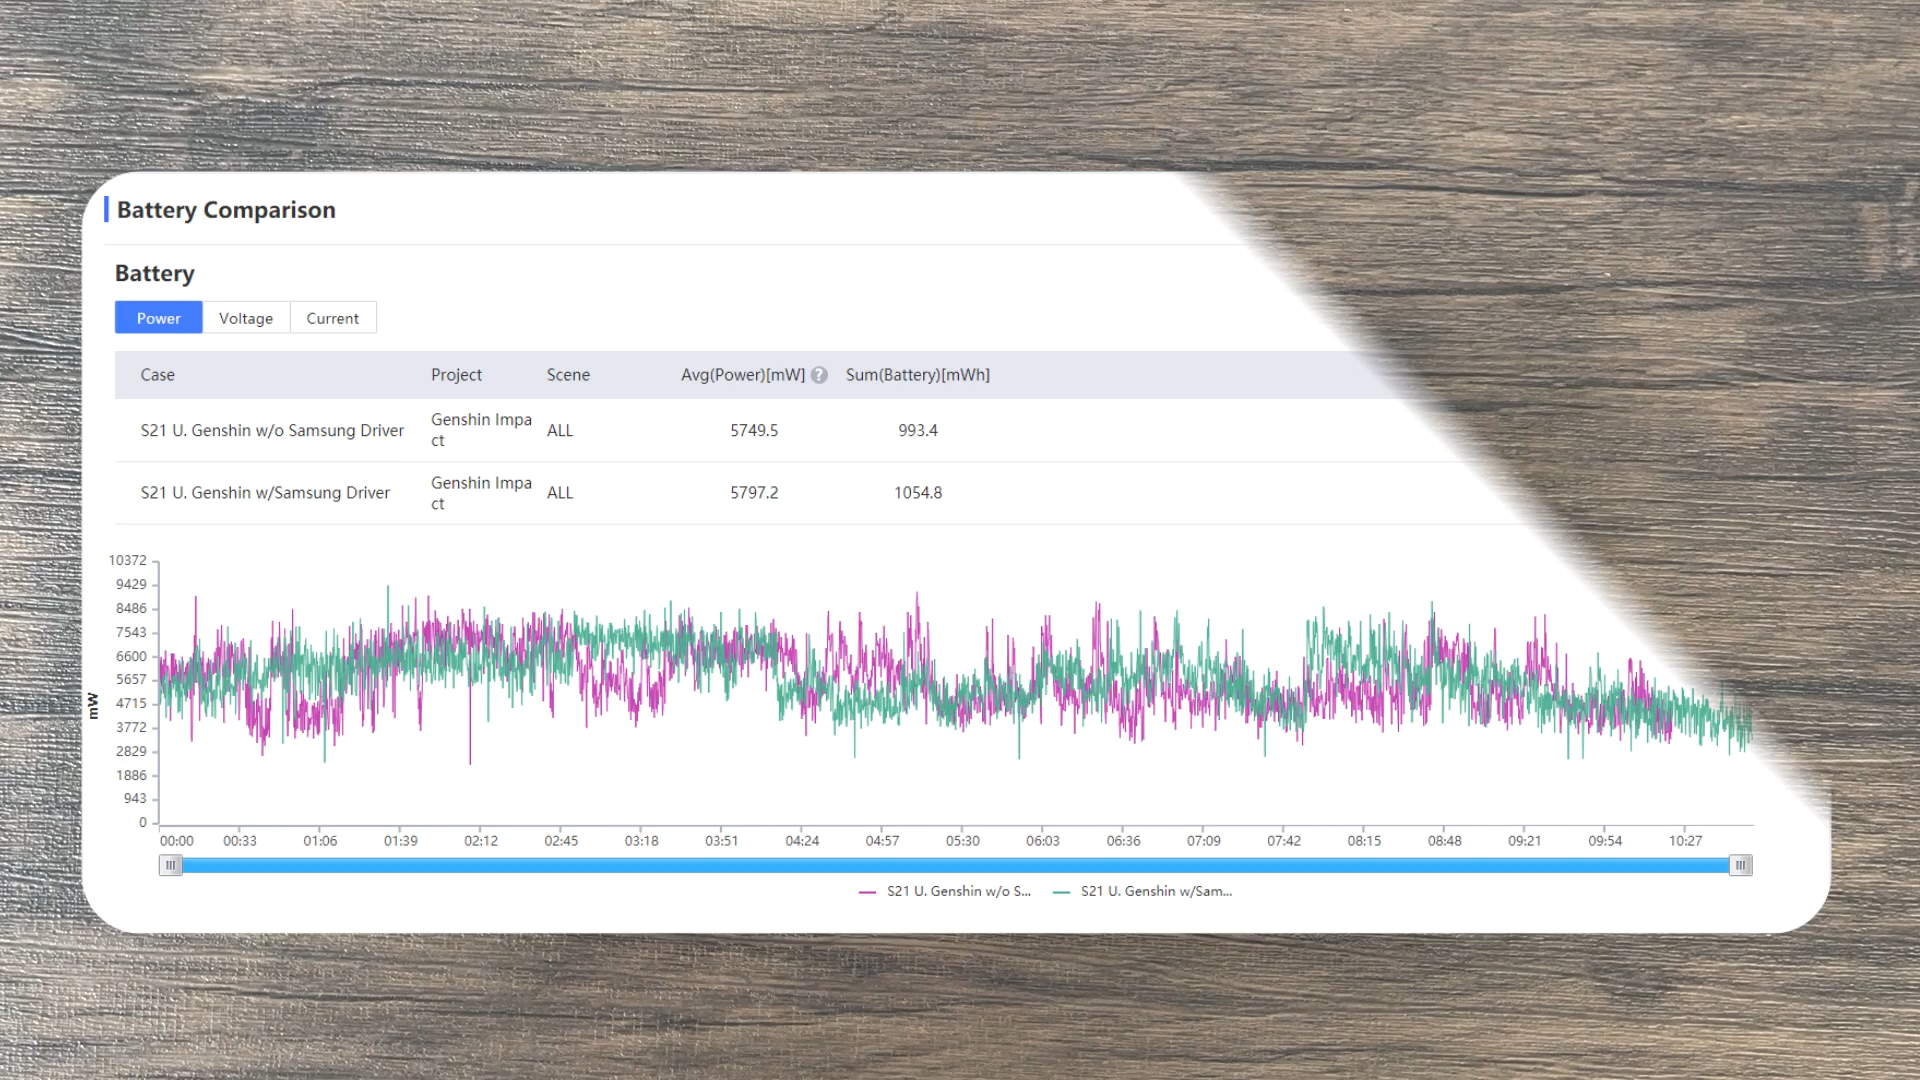 Battery Comparison
Battery
Power Voltage Current
Case Project Scene Avg(Power)[mW] ? Sum(Battery)[mWh]
S21 U. Genshin w/o Samsung Driver Genshin Impa
ct ALL 5749.5 993.4
S21 U. Genshin w/Samsung Driver Genshin Impa
ct ALL 5797.2 1054.8
10372
9429
8486
7543
6600
5657
4715
3772
2829
1886
943
0
mW
00:00 00:33 01:06 01:39 02:12 02:45 03:18 03:51 04:24 04:57 05:30 06:03 06:36 07:09 07:42 08:15 08:48 09:21 09:54 10:27
S21 U. Genshin w/o S... S21 U. Genshin w/Sam...